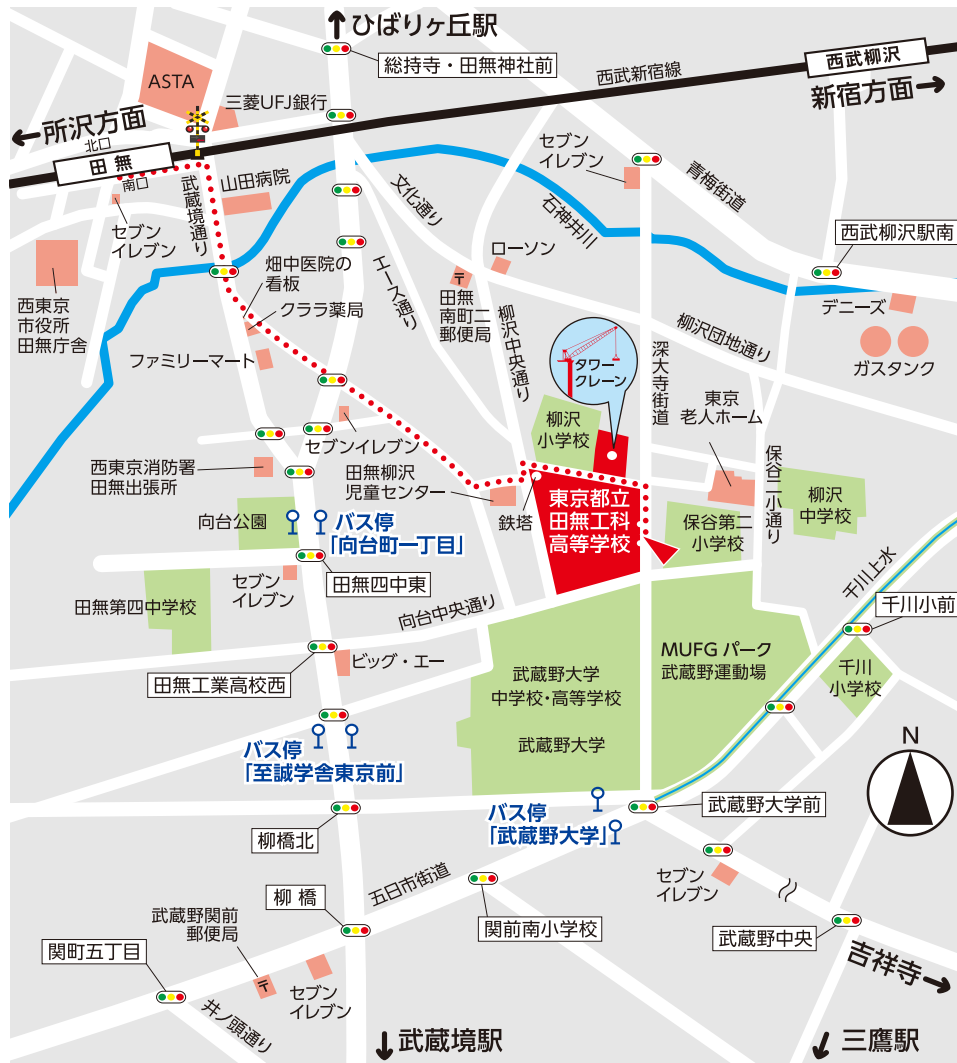 ひばりヶ丘駅
総持寺・田無神社前
西武柳沢
西武新宿線
新宿方面
ASTA
三菱UFJ銀行
所沢方面
北口
田無
南口
武蔵境通り
山田病院
セブン
イレブン
文化通り
セブン
イレブン
青梅街道
石神井川
西武柳沢駅南
西東京
市役所
田無庁舎
畑中医院の
看板
クララ薬局
ファミリーマート
エース通り
ローソン
〒
田無
南町二
郵便局
柳沢中央通り
タワー
クレーン
深大寺街道
柳沢団地通り
デニーズ
ガスタンク
東京
老人ホーム
柳沢
小学校
セブンイレブン
西東京消防署
田無出張所
田無柳沢
児童センター
鉄塔
東京都立
田無工科
高等学校
保谷第二
小学校
保谷二小通り
柳沢
中学校
向台公園
バス停
「向台町一丁目」
田無四中東
セブン
イレブン
田無第四中学校
向台中央通り
千川上水
千川小前
千川
小学校
MUFG パーク
武蔵野運動場
武蔵野大学
中学校・高等学校
武蔵野大学
ビッグ・エー
田無工業高校西
バス停
「至誠学舎東京前」
N
バス停
「武蔵野大学」
武蔵野大学前
柳橋北
セブン
イレブン
五日市街道
柳橋
関前南小学校
武蔵野中央
吉祥寺
武蔵野関前
郵便局
〒
関町五丁目
セブン
イレブン
井ノ頭通り
武蔵境駅
三鷹駅